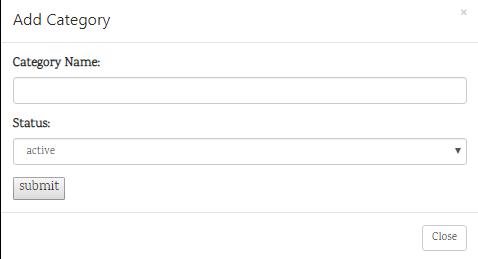 Add Category
×
Category Name:
Status:
active
submit
Close